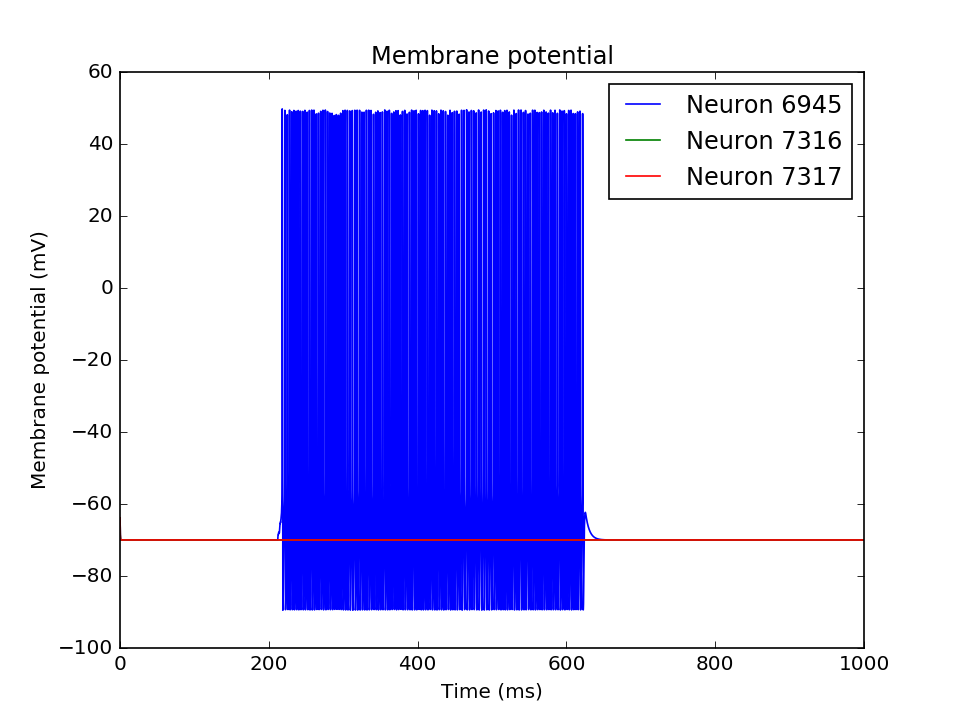 Membrane potential
60
40
20
0
−20
−40
−60
−80
−100
Membrane potential (mV)
Neuron 6945
Neuron 7316
Neuron 7317
0 200 400 600 800 1000
Time (ms)